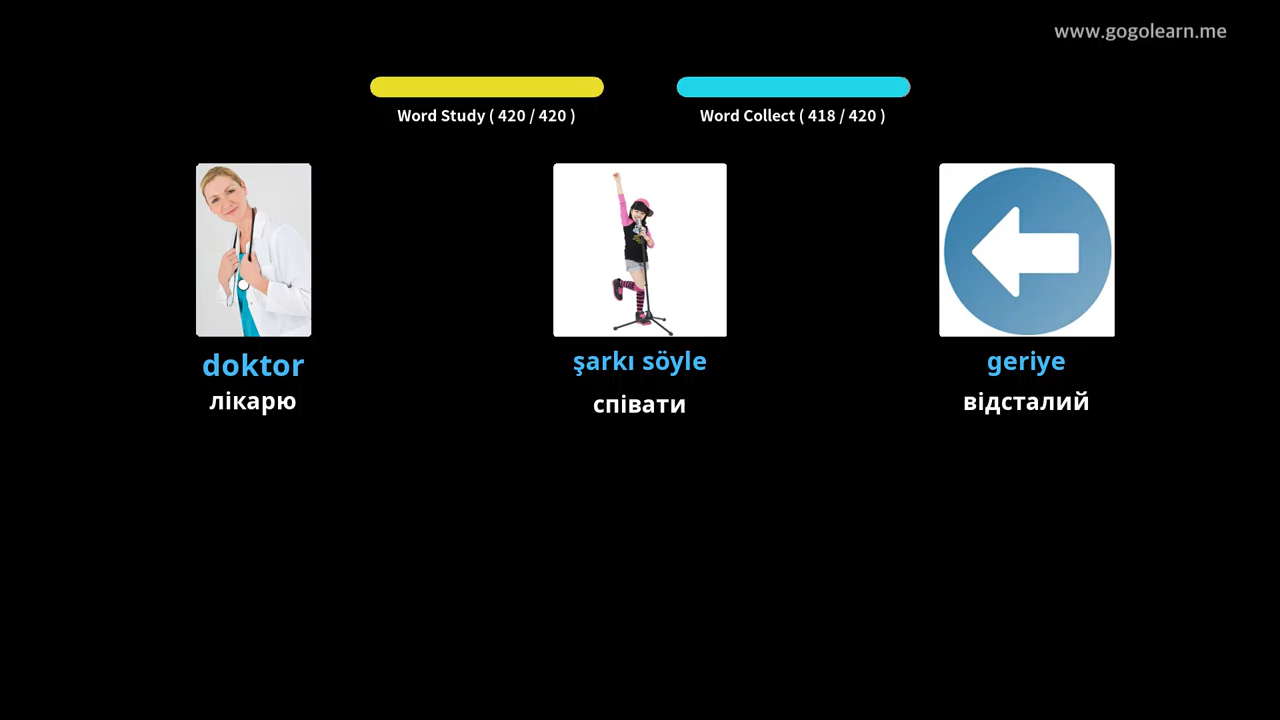 www.gogolearn.me
Word Study ( 420 / 420 )
Word Collect ( 418 / 420 )
doktor
лікарю
şarkı söyle
співати
geriye
відсталий